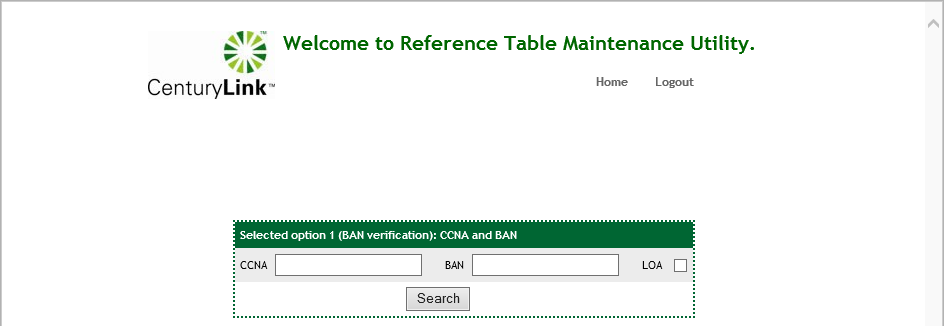 Welcome to Reference Table Maintenance Utility.
CenturyLink™
Home Logout
Selected option 1 (BAN verification): CCNA and BAN
CCNA BAN LOA
Search